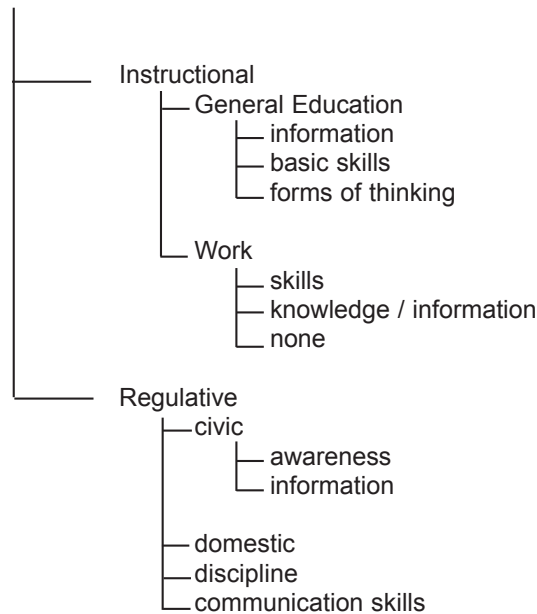 Instructional
General Education
information
basic skills
forms of thinking
Work
skills
knowledge / information
none
Regulative
civic
awareness
information
domestic
discipline
communication skills